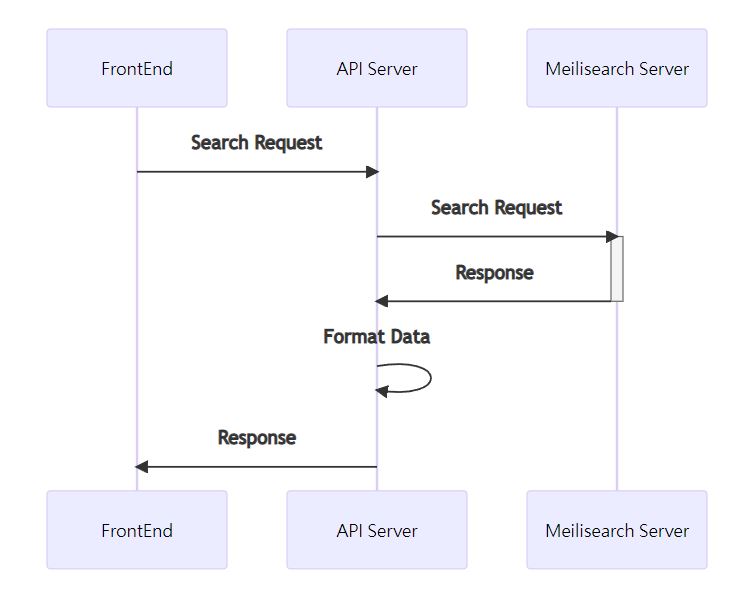 FrontEnd
API Server
Meilisearch Server
Search Request
Search Request
Response
Format Data
Response
FrontEnd
API Server
Meilisearch Server